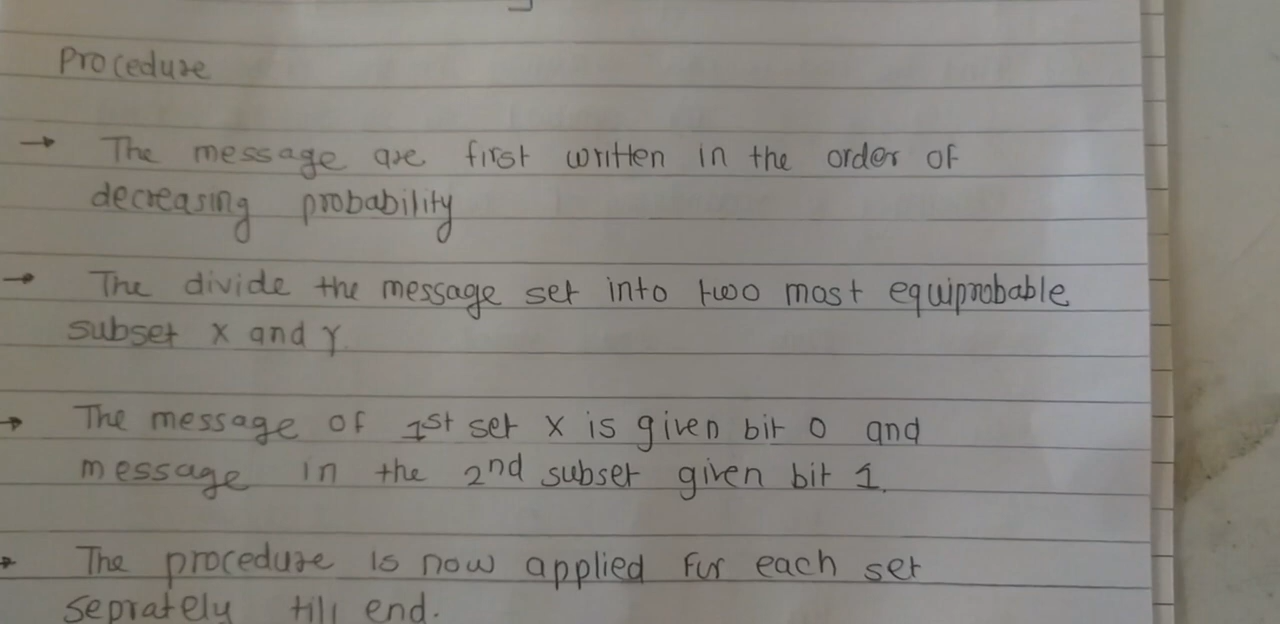 Procedure
→ The message are first written in the order of
decreasing probability
→ The divide the message set into two most equiprobable
subset X and Y.
→ The message of 1st set X is given bit 0 and
message in the 2nd subset given bit 1.
→ The procedure is now applied fur each set
seprately till end.